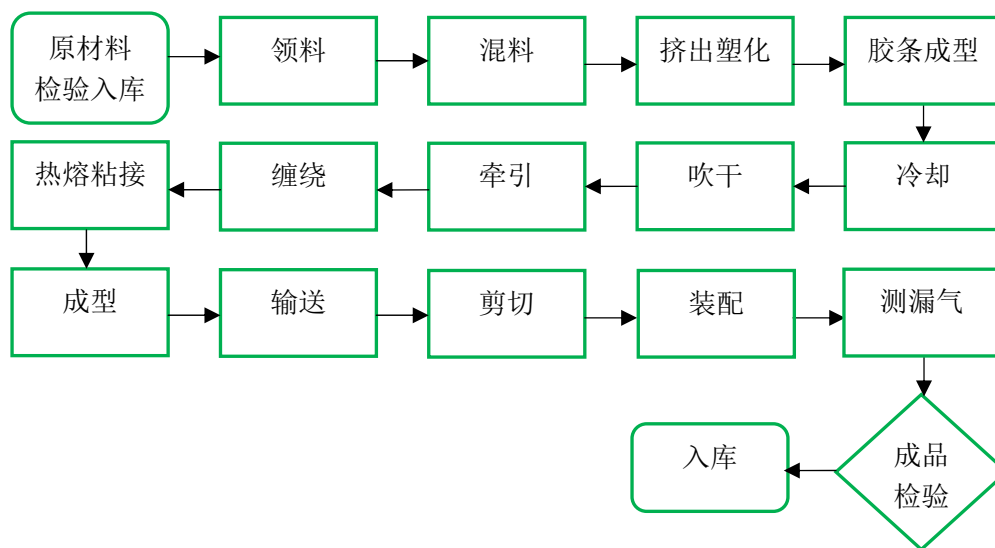 原材料
检验入库
领料
混料
挤出塑化
胶条成型
热熔粘接
缠绕
牵引
吹干
冷却
成型
输送
剪切
装配
测漏气
入库
成品
检验